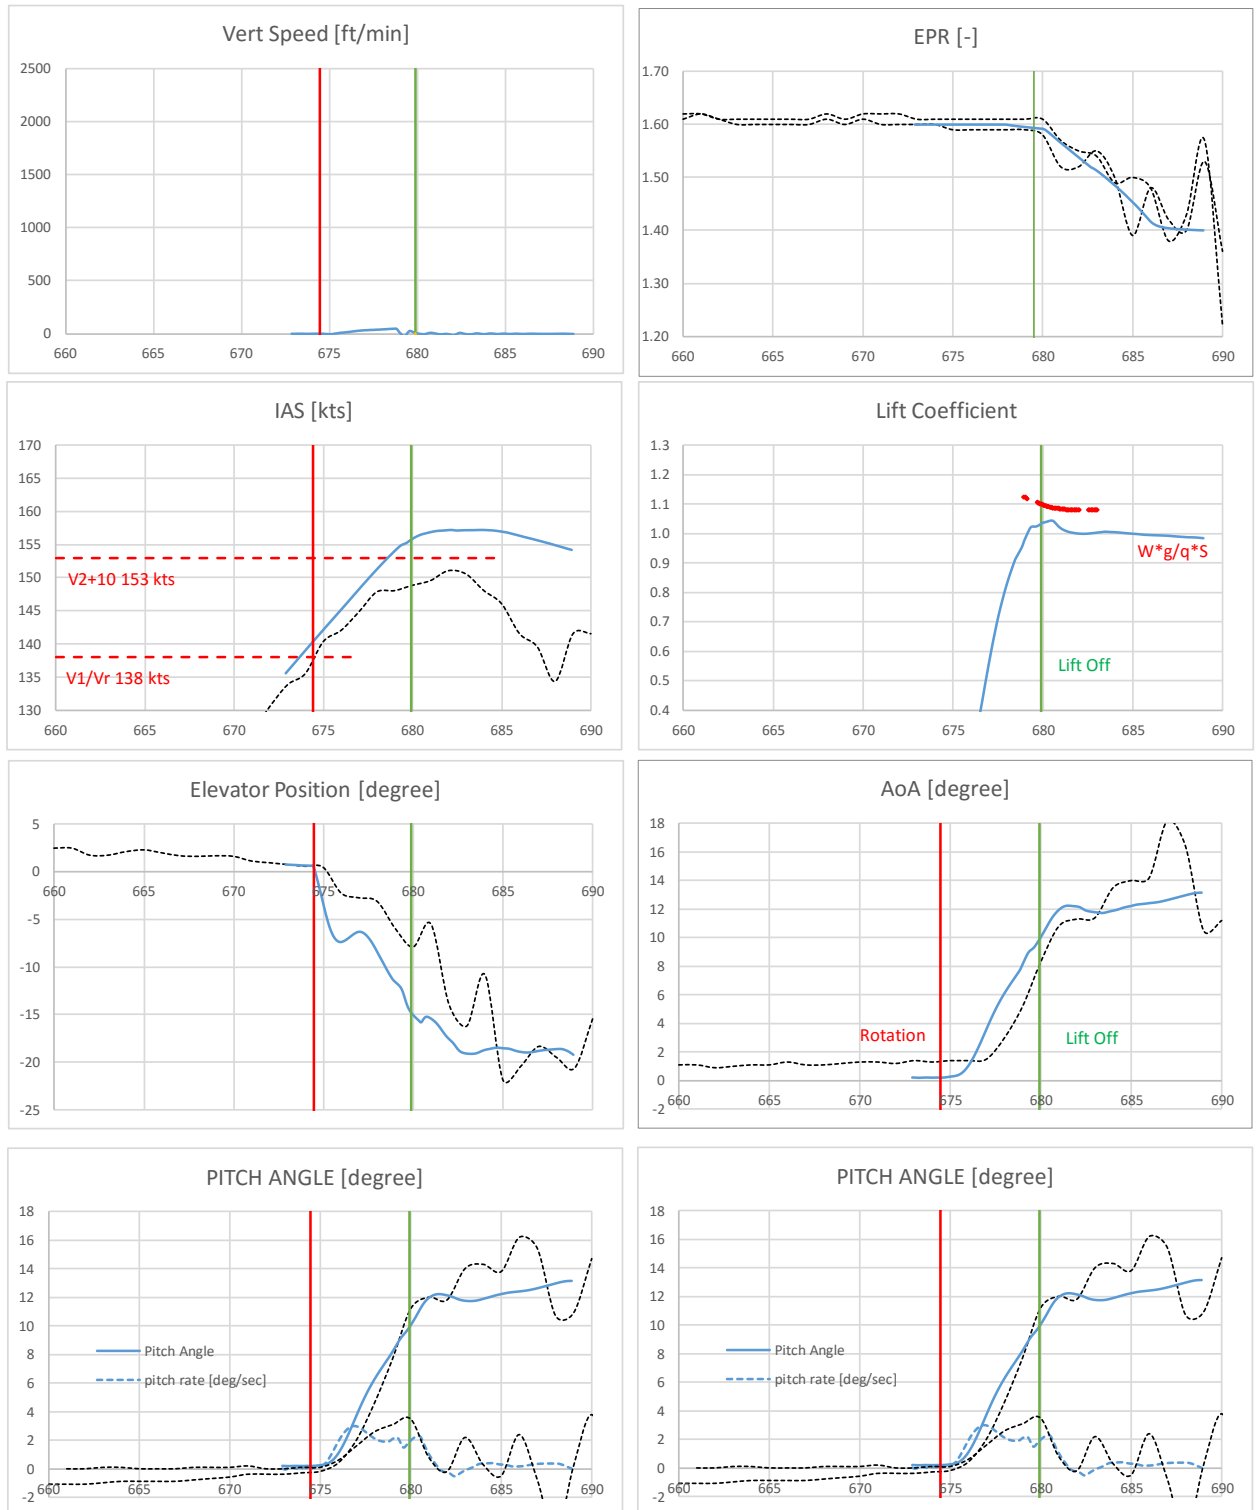 Vert Speed [ft/min]
2500
2000
1500
1000
500
0
660 665 670 675 680 685 690
EPR [-]
1.70
1.60
1.50
1.40
1.30
1.20
660 665 670 675 680 685 690
IAS [kts]
170
165
160
155
150
145
140
135
130
V2+10 153 kts
V1/Vr 138 kts
660 665 670 675 680 685 690
Lift Coefficient
1.3
1.2
1.1
1.0
0.9
0.8
0.7
0.6
0.5
0.4
W*g/q*S
Lift Off
660 665 670 675 680 685 690
Elevator Position [degree]
5
0
-5
-10
-15
-20
-25
660 665 670 675 680 685 690
AoA [degree]
18
16
14
12
10
8
6
4
2
0
-2
Rotation
Lift Off
660 665 670 675 680 685 690
PITCH ANGLE [degree]
18
16
14
12
10
8
6
4
2
0
-2
Pitch Angle
pitch rate [deg/sec]
660 665 670 675 680 685 690
PITCH ANGLE [degree]
18
16
14
12
10
8
6
4
2
0
-2
Pitch Angle
pitch rate [deg/sec]
660 665 670 675 680 685 690